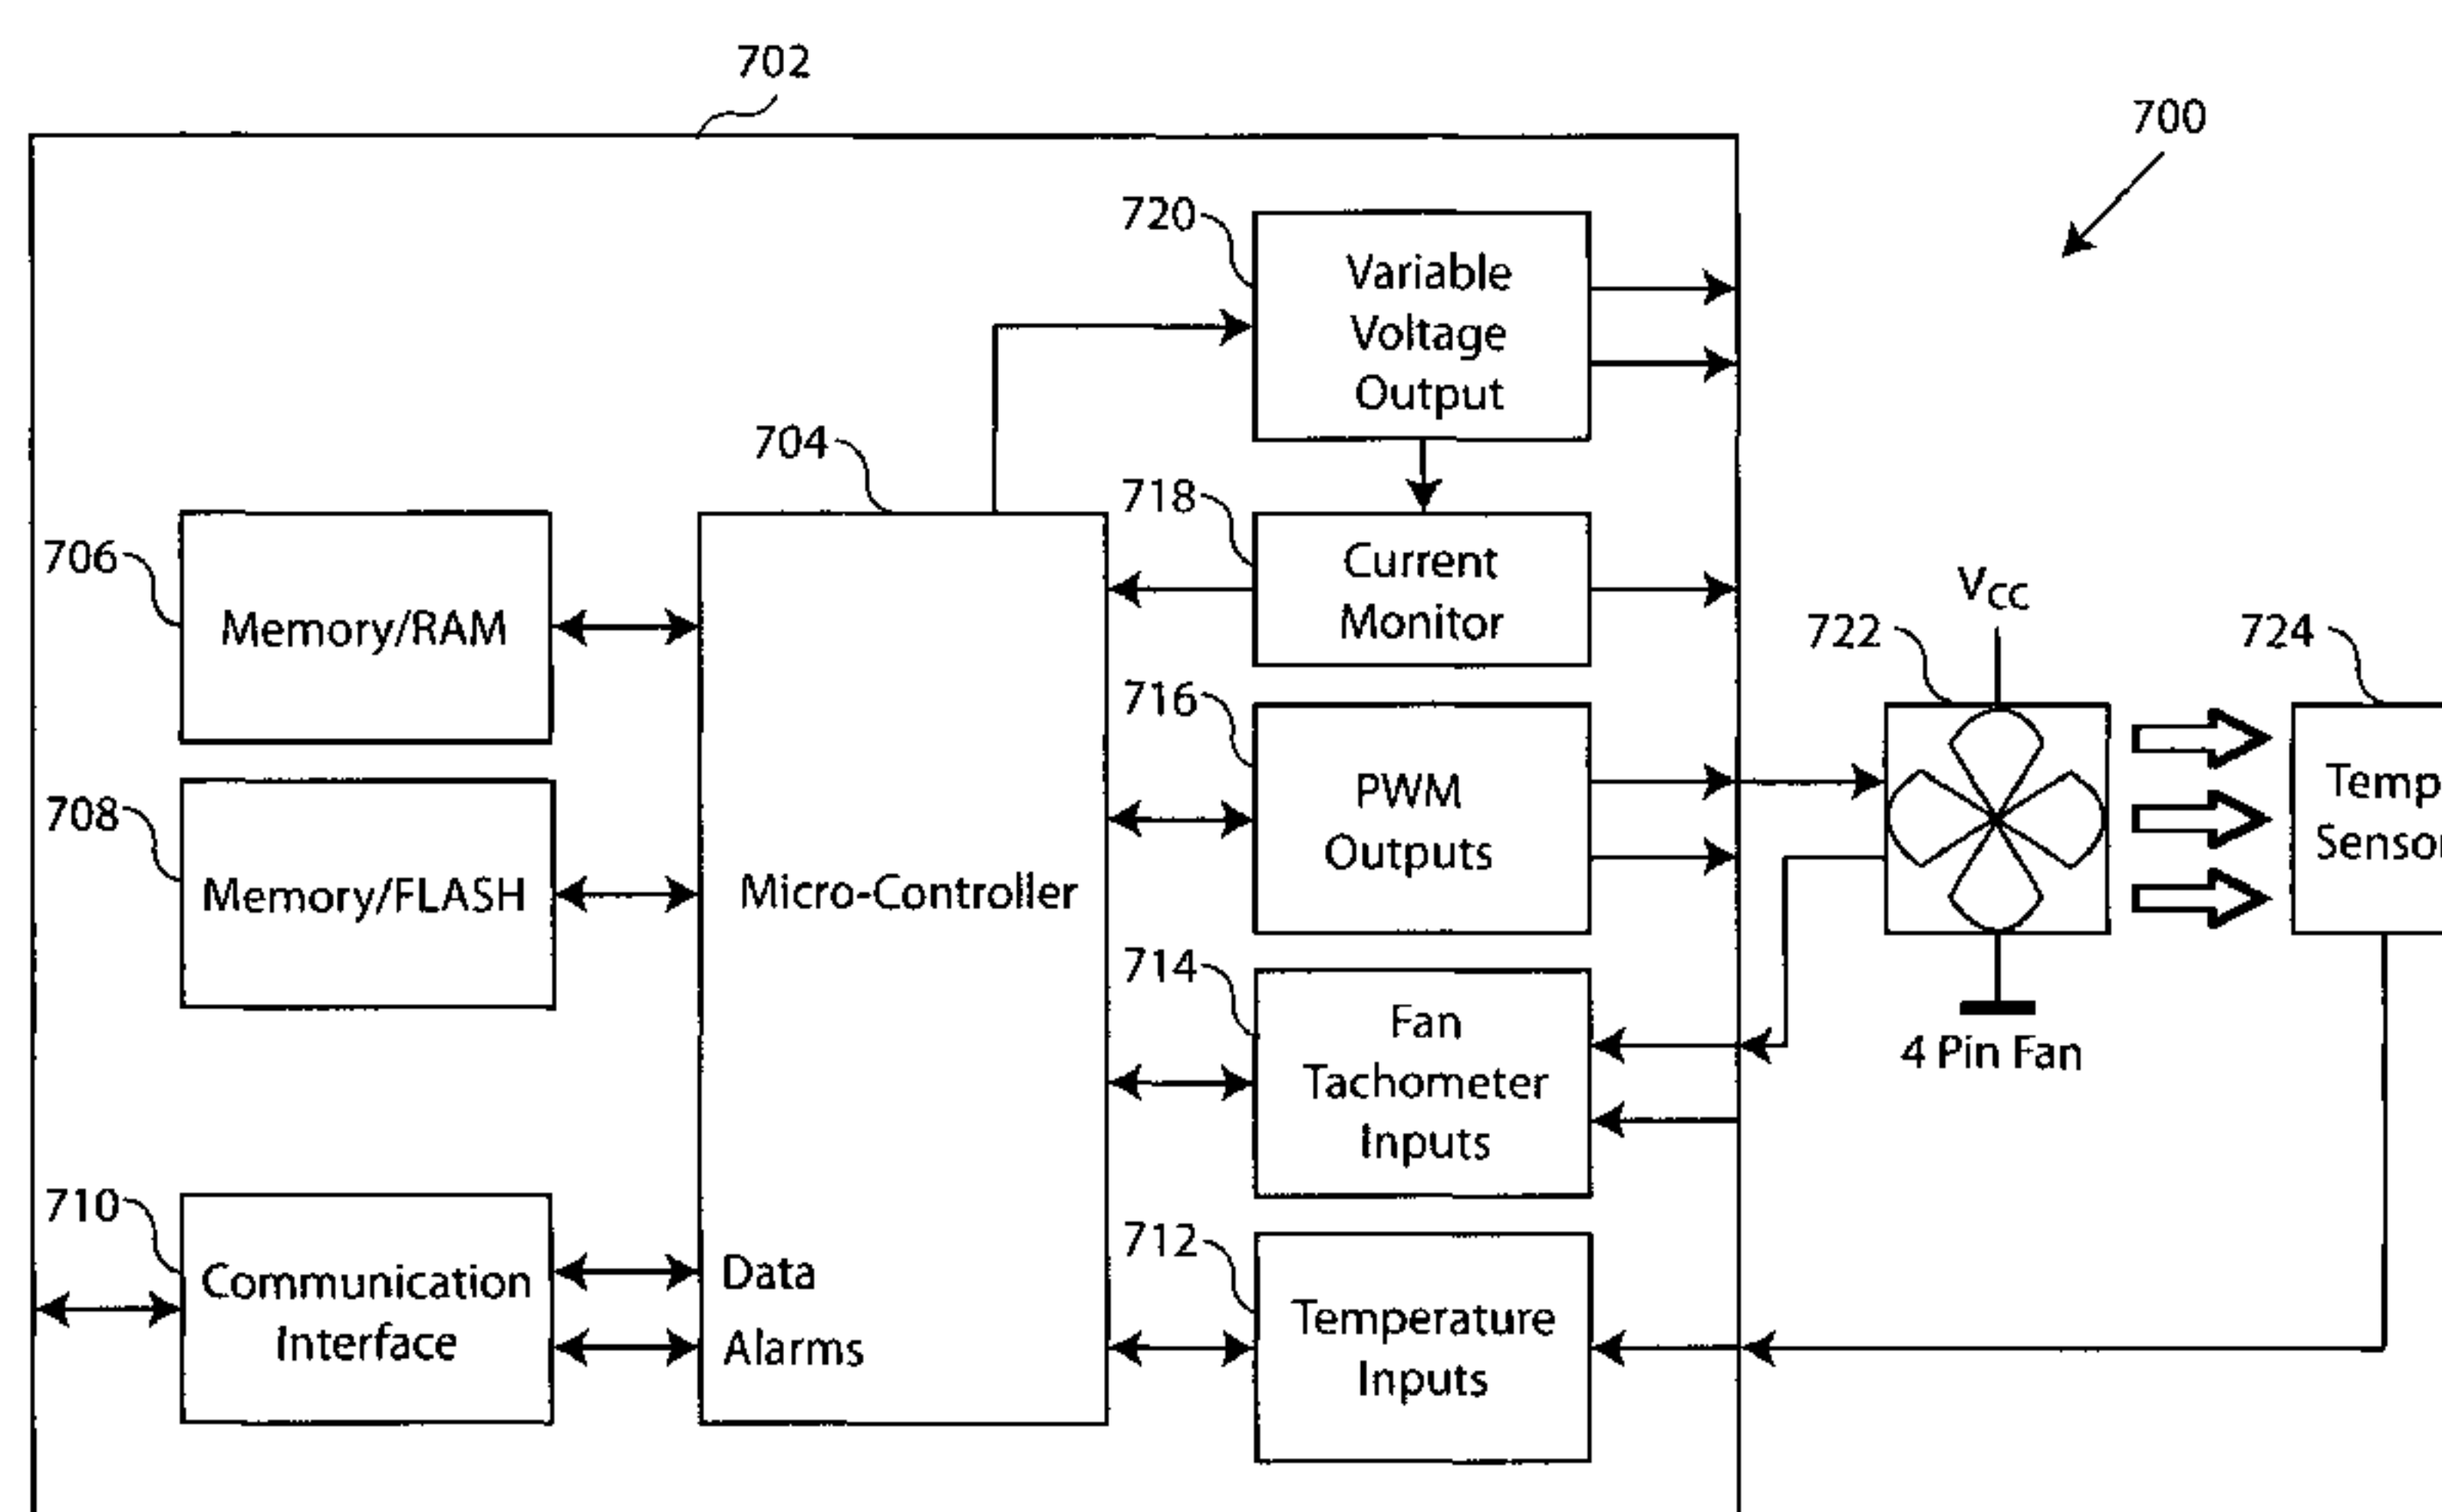 702
700
720
Variable
Voltage
Output
704
718
Current
Monitor
706
Memory/RAM
VCC
722
724
716
PWM
Outputs
Temp
708
Memory/FLASH
Micro-Controller
714
Fan
Tachometer
Inputs
4 Pin Fan
710
Communication
Interface
Data
Alarms
712
Temperature
Inputs